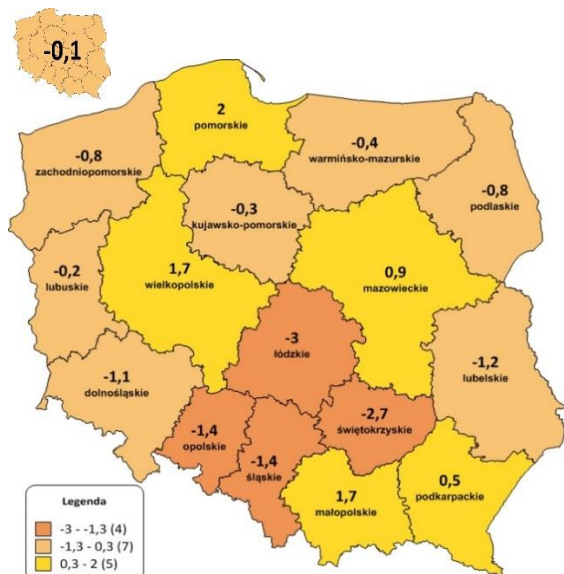 -0,1
2
pomorskie
-0,4
warmińsko-mazurskie
-0,8
zachodniopomorskie
-0,8
podlaskie
-0,3
kujawsko-pomorskie
-0,2
lubuskie
1,7
wielkopolskie
0,9
mazowieckie
-3
łódzkie
-1,2
lubelskie
-1,1
dolnośląskie
-1,4
opolskie
-1,4
śląskie
-2,7
świętokrzyskie
1,7
małopolskie
0,5
podkarpackie
Legenda
-3 - -1,3 (4)
-1,3 - 0,3 (7)
0,3 - 2 (5)